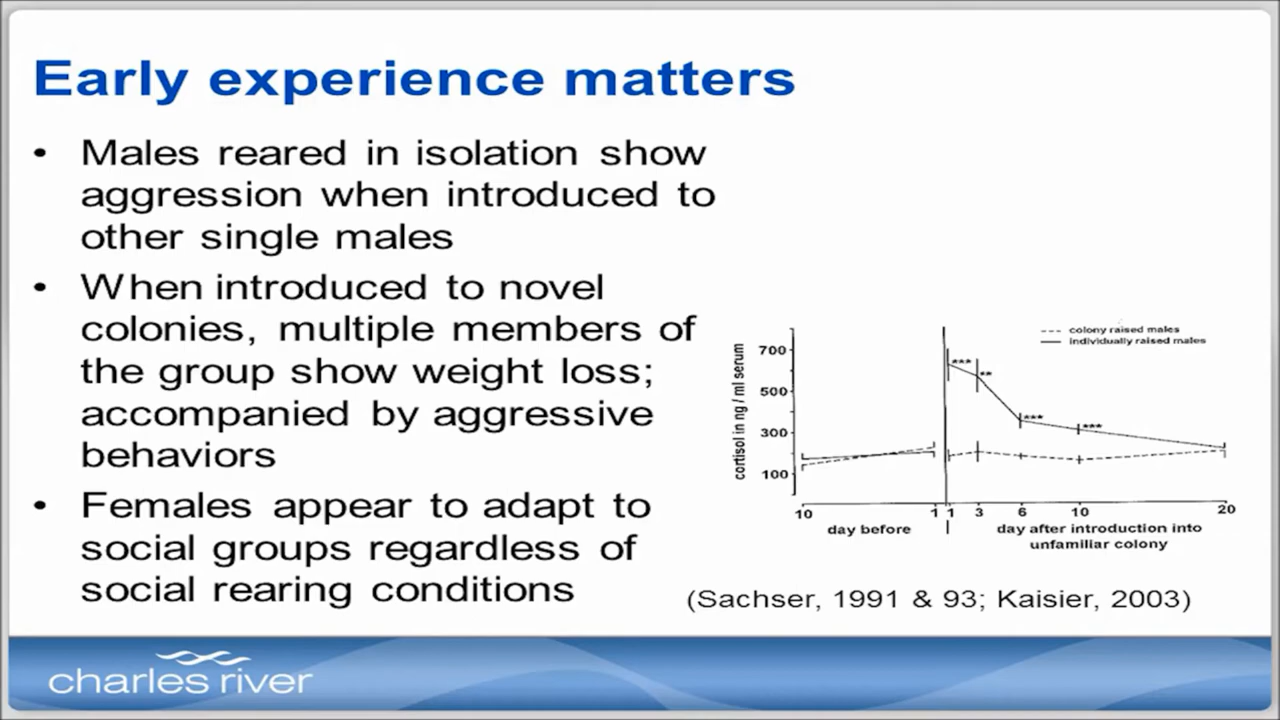 Early experience matters
• Males reared in isolation show
aggression when introduced to
other single males
• When introduced to novel
colonies, multiple members of
the group show weight loss;
accompanied by aggressive
behaviors
• Females appear to adapt to
social groups regardless of
social rearing conditions
colony raised males
individually raised males
cortisol in ng / ml serum
700
500
300
100
***
**
***
***
10 1 1 3 6 10 20
day before
day after introduction into
unfamiliar colony
(Sachser, 1991 & 93; Kaisier, 2003)
charles river